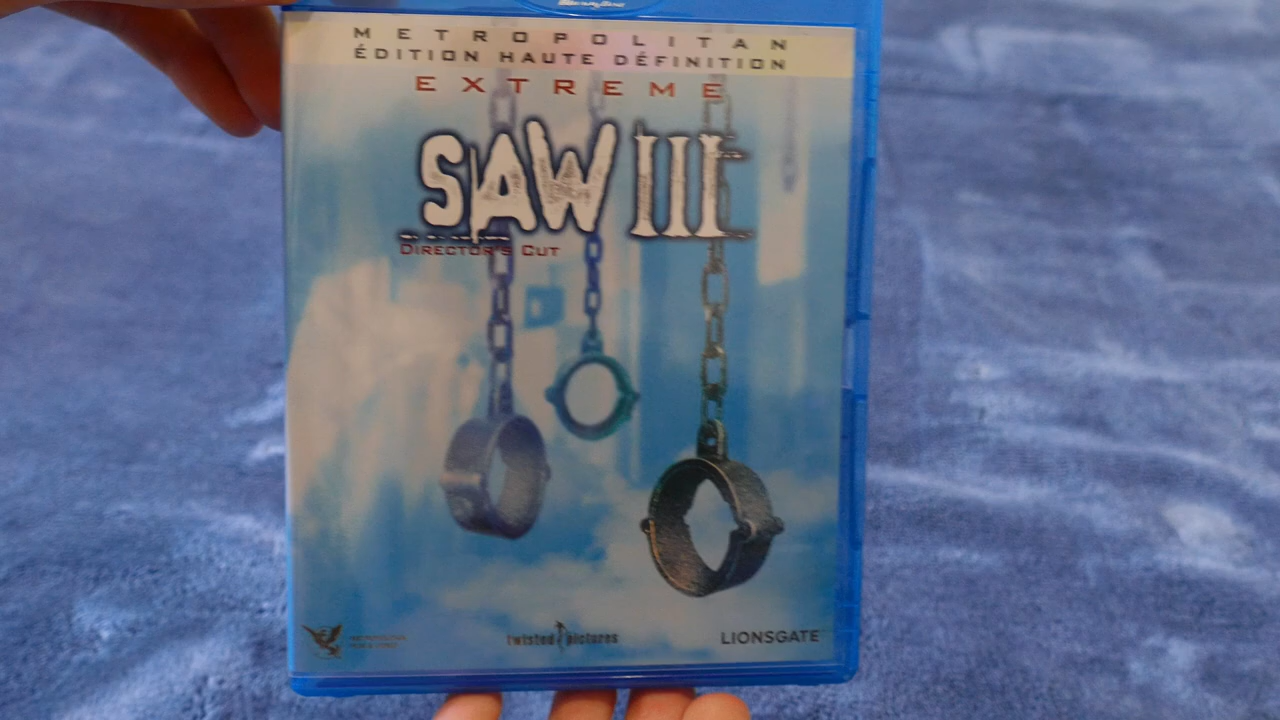 METROPOLITAN
ÉDITION HAUTE DÉFINITION
EXTREME
SAW III
DIRECTOR'S CUT
twisted pictures
LIONSGATE